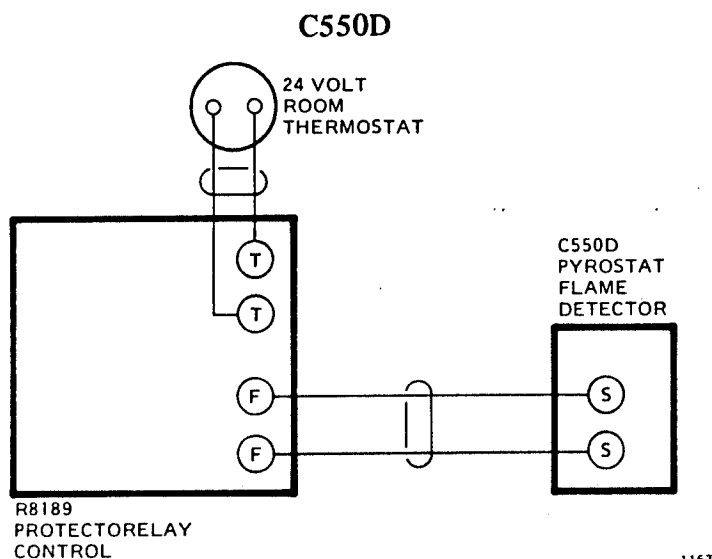 C550D
24 VOLT
ROOM
THERMOSTAT
T
T
F
F
C550D
PYROSTAT
FLAME
DETECTOR
S
S
R8189
PROTECTORELAY
CONTROL